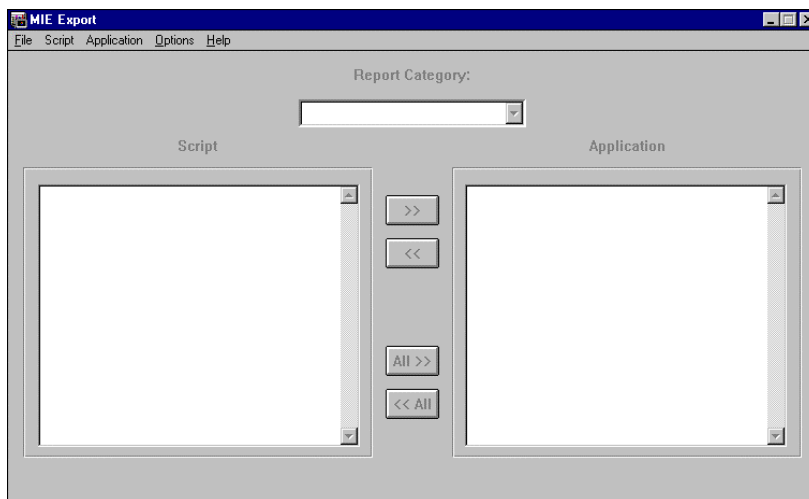 MIE Export
File Script Application Options Help
Report Category:
Script Application
>>
<<
All >>
<< All